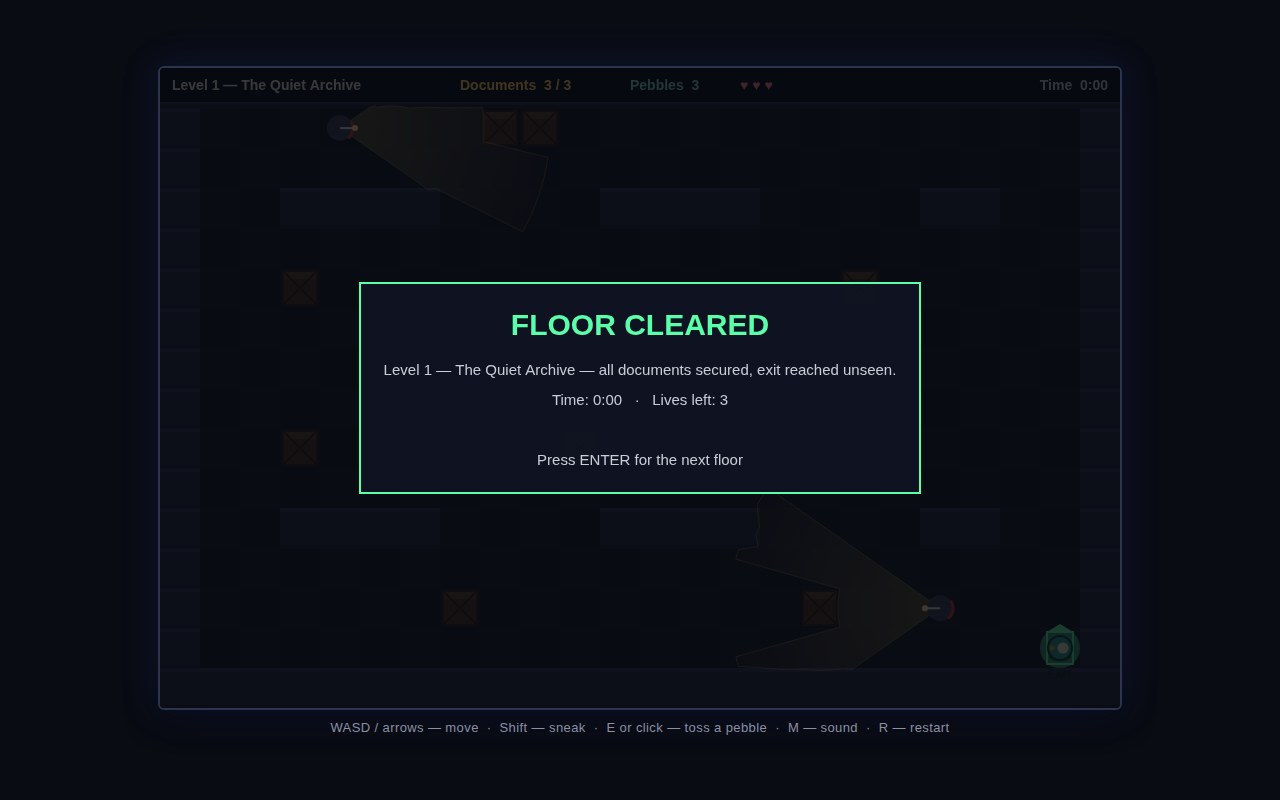 Level 1 — The Quiet Archive Documents 3 / 3 Pebbles 3 ♥ ♥ ♥ Time 0:00
FLOOR CLEARED
Level 1 — The Quiet Archive — all documents secured, exit reached unseen.
Time: 0:00 · Lives left: 3
Press ENTER for the next floor
WASD / arrows — move · Shift — sneak · E or click — toss a pebble · M — sound · R — restart